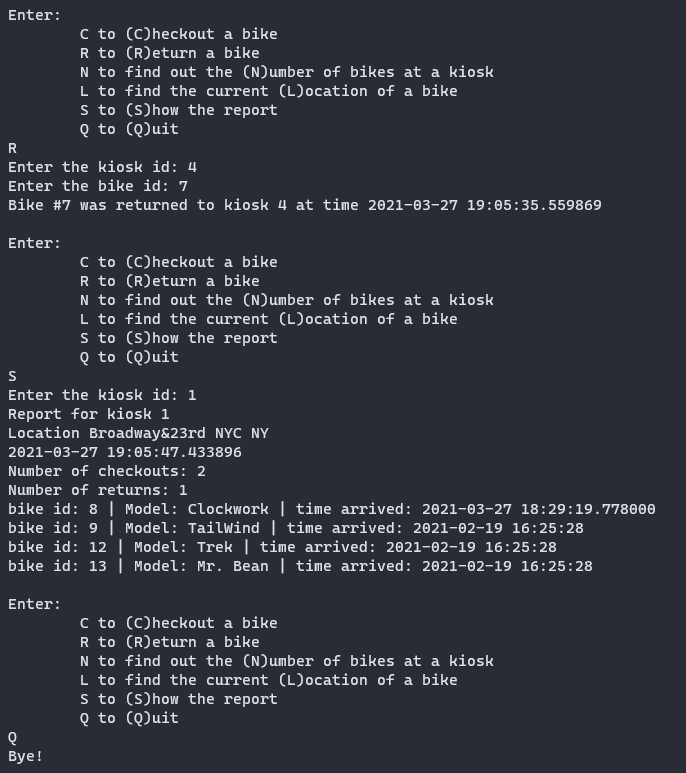 Enter:
        C to (C)heckout a bike
        R to (R)eturn a bike
        N to find out the (N)umber of bikes at a kiosk
        L to find the current (L)ocation of a bike
        S to (S)how the report
        Q to (Q)uit
R
Enter the kiosk id: 4
Enter the bike id: 7
Bike #7 was returned to kiosk 4 at time 2021-03-27 19:05:35.559869

Enter:
        C to (C)heckout a bike
        R to (R)eturn a bike
        N to find out the (N)umber of bikes at a kiosk
        L to find the current (L)ocation of a bike
        S to (S)how the report
        Q to (Q)uit
S
Enter the kiosk id: 1
Report for kiosk 1
Location Broadway&23rd NYC NY
2021-03-27 19:05:47.433896
Number of checkouts: 2
Number of returns: 1
bike id: 8 | Model: Clockwork | time arrived: 2021-03-27 18:29:19.778000
bike id: 9 | Model: TailWind | time arrived: 2021-02-19 16:25:28
bike id: 12 | Model: Trek | time arrived: 2021-02-19 16:25:28
bike id: 13 | Model: Mr. Bean | time arrived: 2021-02-19 16:25:28

Enter:
        C to (C)heckout a bike
        R to (R)eturn a bike
        N to find out the (N)umber of bikes at a kiosk
        L to find the current (L)ocation of a bike
        S to (S)how the report
        Q to (Q)uit
Q
Bye!